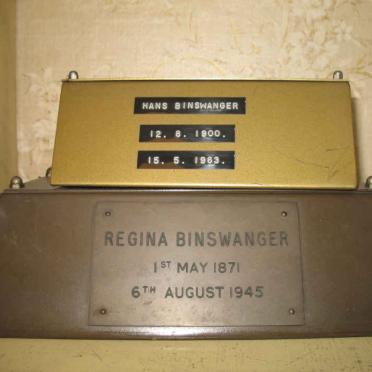 HANS BINSWANGER
12. 8. 1900.
15. 5. 1963.
REGINA BINSWANGER
1ST MAY 1871
6TH AUGUST 1945